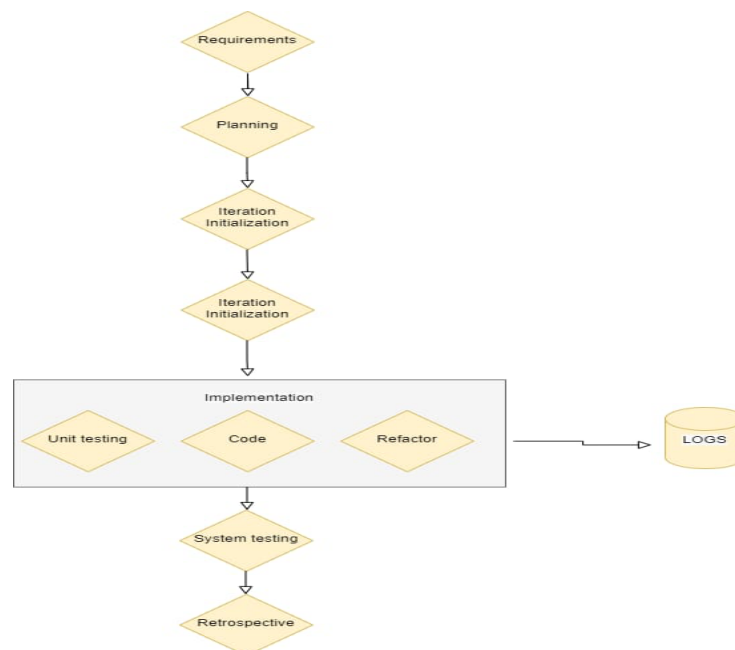 Requirements
Planning
Iteration
Initialization
Iteration
Initialization
Implementation
Unit testing
Code
Refactor
LOGS
System testing
Retrospective